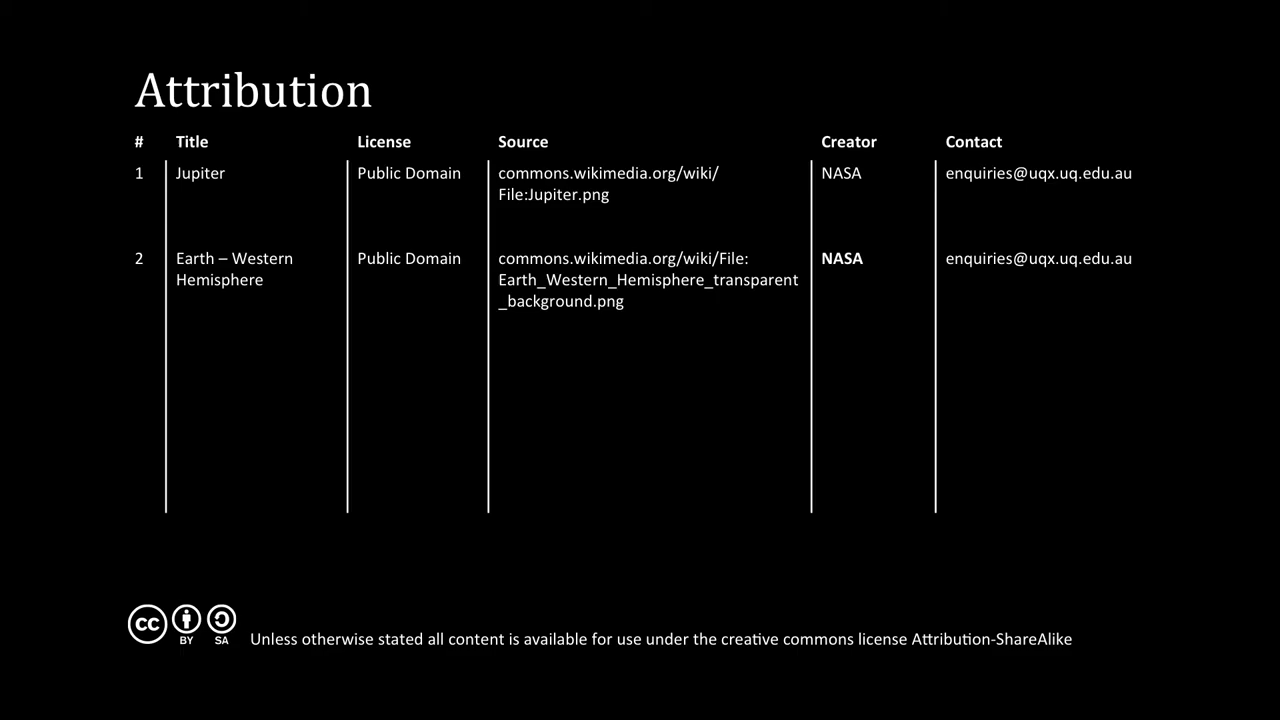 Attribution
# Title License Source Creator Contact
1 Jupiter Public Domain commons.wikimedia.org/wiki/ NASA enquiries@uqx.uq.edu.au
File:Jupiter.png
2 Earth – Western Public Domain commons.wikimedia.org/wiki/File: NASA enquiries@uqx.uq.edu.au
Hemisphere Earth_Western_Hemisphere_transparent
_background.png
cc BY SA Unless otherwise stated all content is available for use under the creative commons license Attribution-ShareAlike